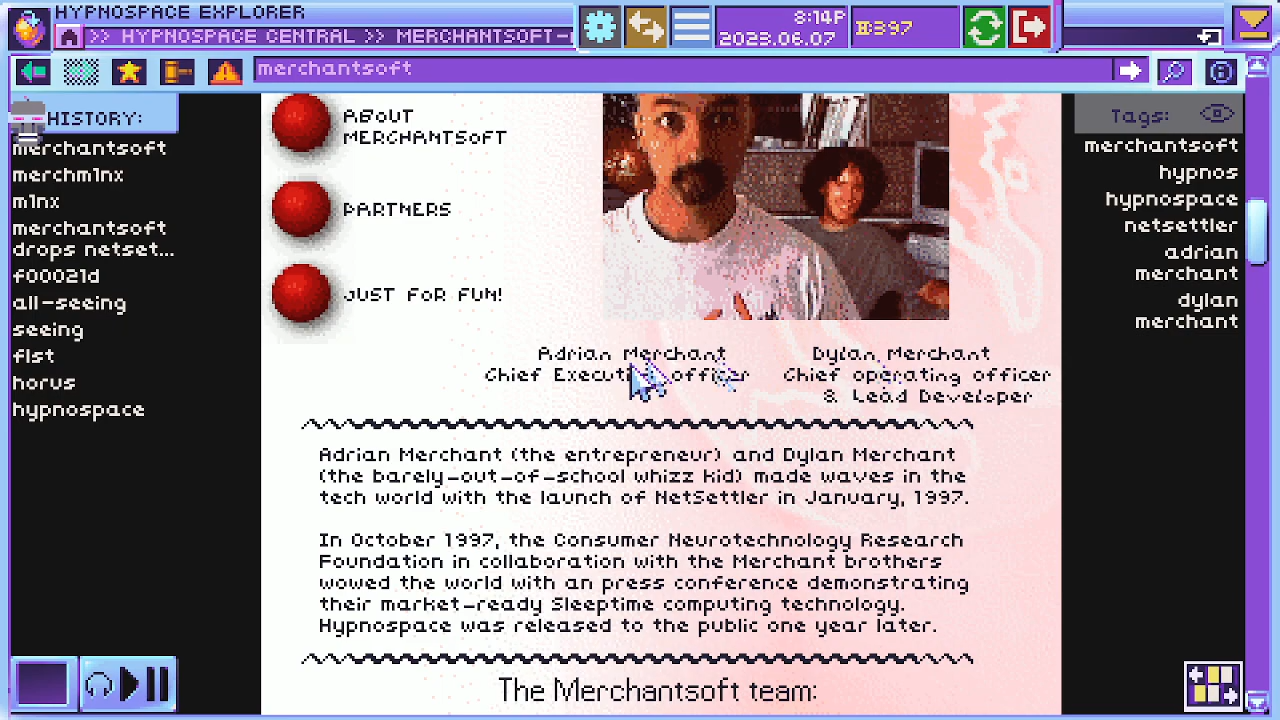 HYPNOSPACE EXPLORER
>> HYPNOSPACE CENTRAL >> MERCHANTSOFT-
8:14P
2023.06.07
397
merchantsoft
HISTORY:
merchantsoft
merchm1nx
m1nx
merchantsoft
drops netset...
f00021d
all-seeing
seeing
f1st
horus
hypnospace
ABOUT
MERCHANTSOFT
PARTNERS
JUST FOR FUN!
Adrian Merchant
Chief Executive officer
Dylan Merchant
Chief operating officer
& Lead Developer
Adrian Merchant (the entrepreneur) and Dylan Merchant
(the barely-out-of-school whizz kid) made waves in the
tech world with the launch of NetSettler in January, 1997.
In October 1997, the Consumer Neurotechnology Research
Foundation in collaboration with the Merchant brothers
wowed the world with an press conference demonstrating
their market-ready Sleeptime computing technology.
Hypnospace was released to the public one year later.
The Merchantsoft team:
Tags:
merchantsoft
hypnos
hypnospace
netsettler
adrian
merchant
dylan
merchant